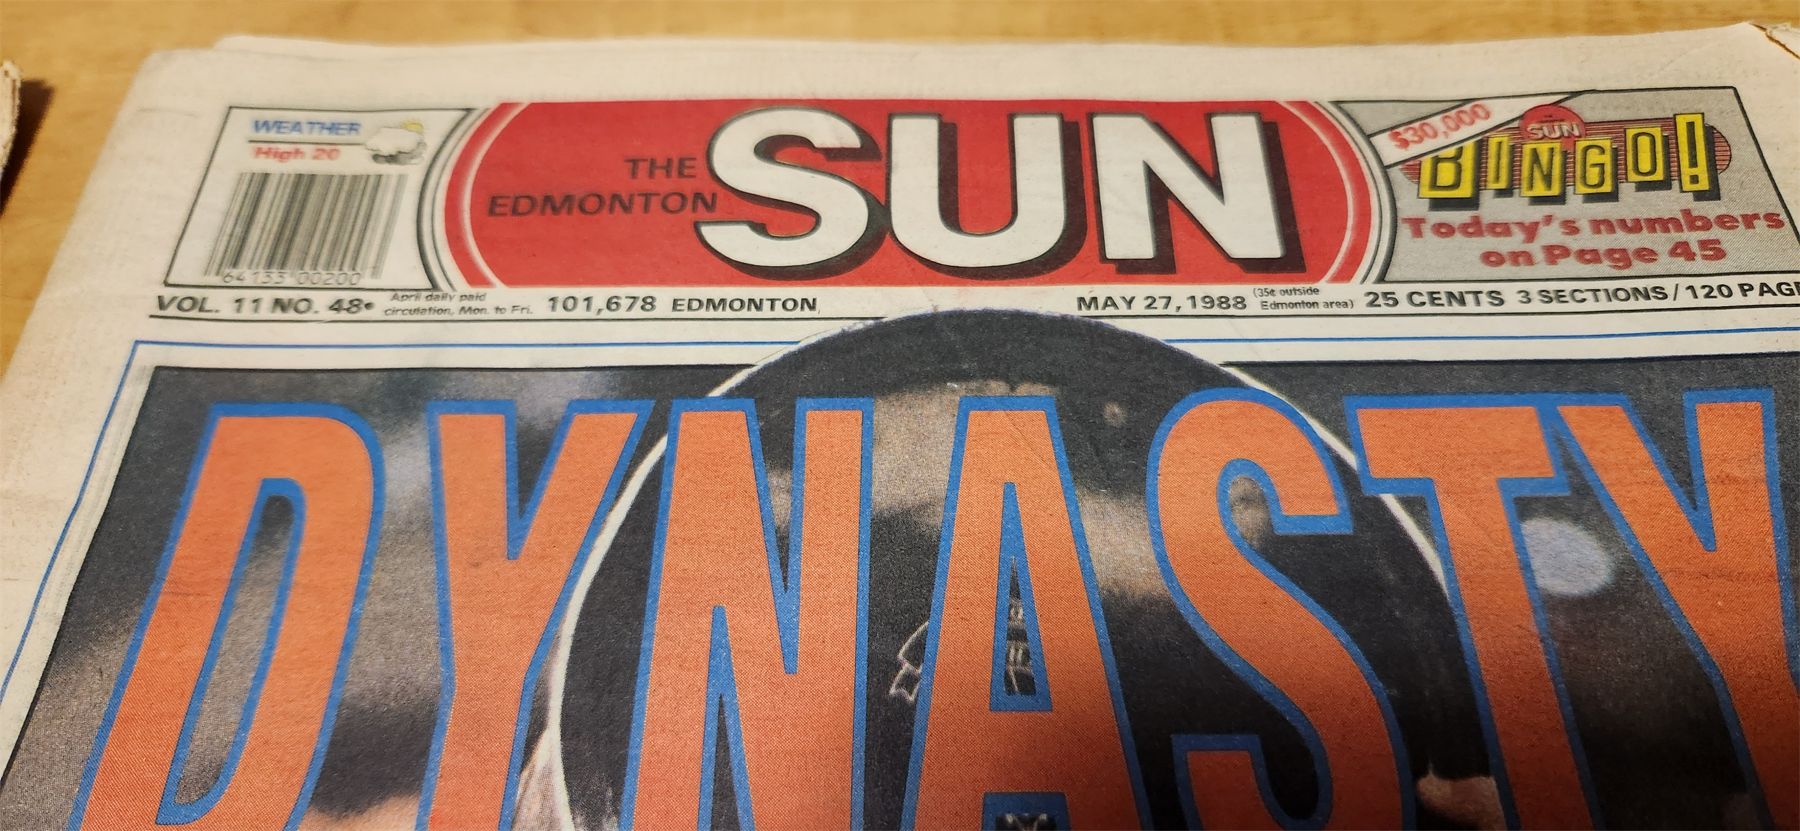 WEATHER
High 20
64133 00200
THE
EDMONTON
SUN
$30,000
SUN
BINGO!
Today's numbers
on Page 45
VOL. 11 NO. 48• April daily paid circulation, Mon. to Fri. 101,678 EDMONTON, MAY 27, 1988 (35¢ outside Edmonton area) 25 CENTS 3 SECTIONS/120 PAGE
DYNASTY